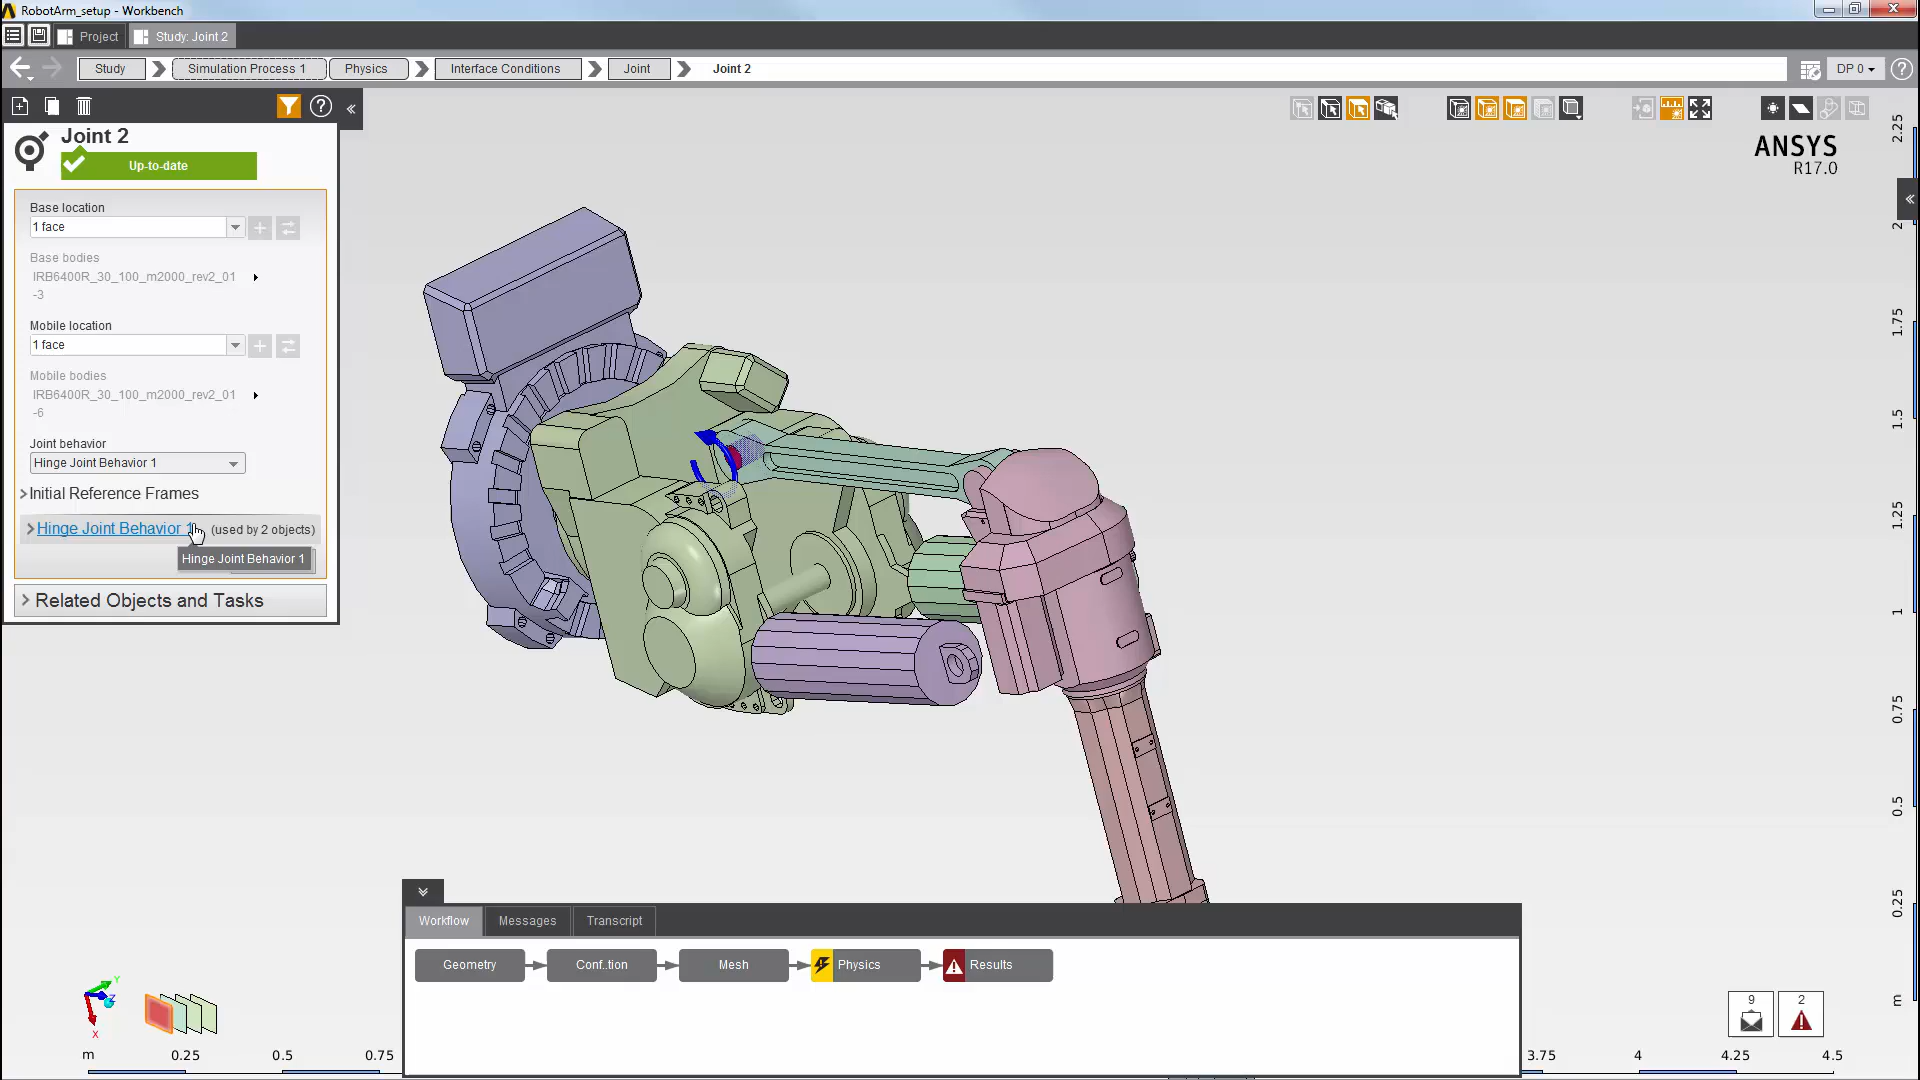 RobotArm_setup - Workbench
Project
Study: Joint 2
Study
Simulation Process 1
Physics
Interface Conditions
Joint
Joint 2
DP 0
Joint 2
Up-to-date
Base location
1 face
Base bodies
IRB6400R_30_100_m2000_rev2_01
-3
Mobile location
1 face
Mobile bodies
IRB6400R_30_100_m2000_rev2_01
-6
Joint behavior
Hinge Joint Behavior 1
Initial Reference Frames
Hinge Joint Behavior 1 (used by 2 objects)
Hinge Joint Behavior 1
Related Objects and Tasks
ANSYS
R17.0
2.25
2
1.75
1.5
1.25
1
0.75
0.5
0.25
m
Workflow
Messages
Transcript
Geometry
Conf..tion
Mesh
Physics
Results
Y
Z
X
9
2
m
0.25
0.5
0.75
3.75
4
4.25
4.5